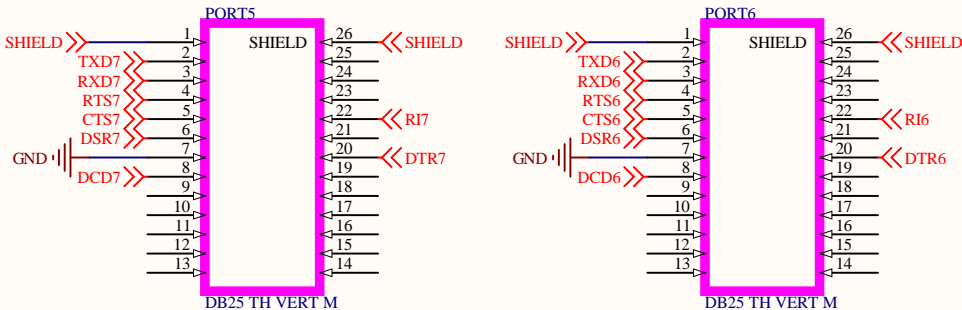 PORT5 PORT6
SHIELD 1 SHIELD 26 SHIELD SHIELD 1 SHIELD 26 SHIELD
TXD7 2 25 TXD6 2 25
RXD7 3 24 RXD6 3 24
RTS7 4 23 RTS6 4 23
CTS7 5 22 RI7 CTS6 5 22 RI6
DSR7 6 21 DSR6 6 21
GND 7 20 DTR7 GND 7 20 DTR6
DCD7 8 19 DCD6 8 19
9 18 9 18
10 17 10 17
11 16 11 16
12 15 12 15
13 14 13 14
DB25 TH VERT M DB25 TH VERT M